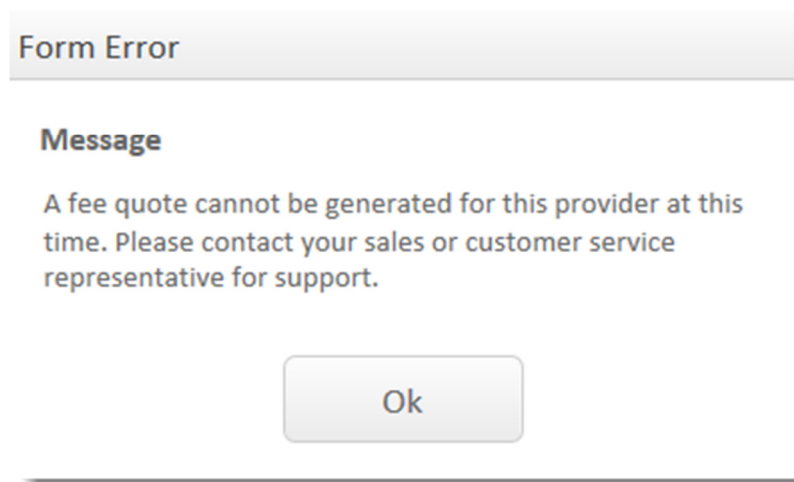 Form Error
Message
A fee quote cannot be generated for this provider at this
time. Please contact your sales or customer service
representative for support.
Ok